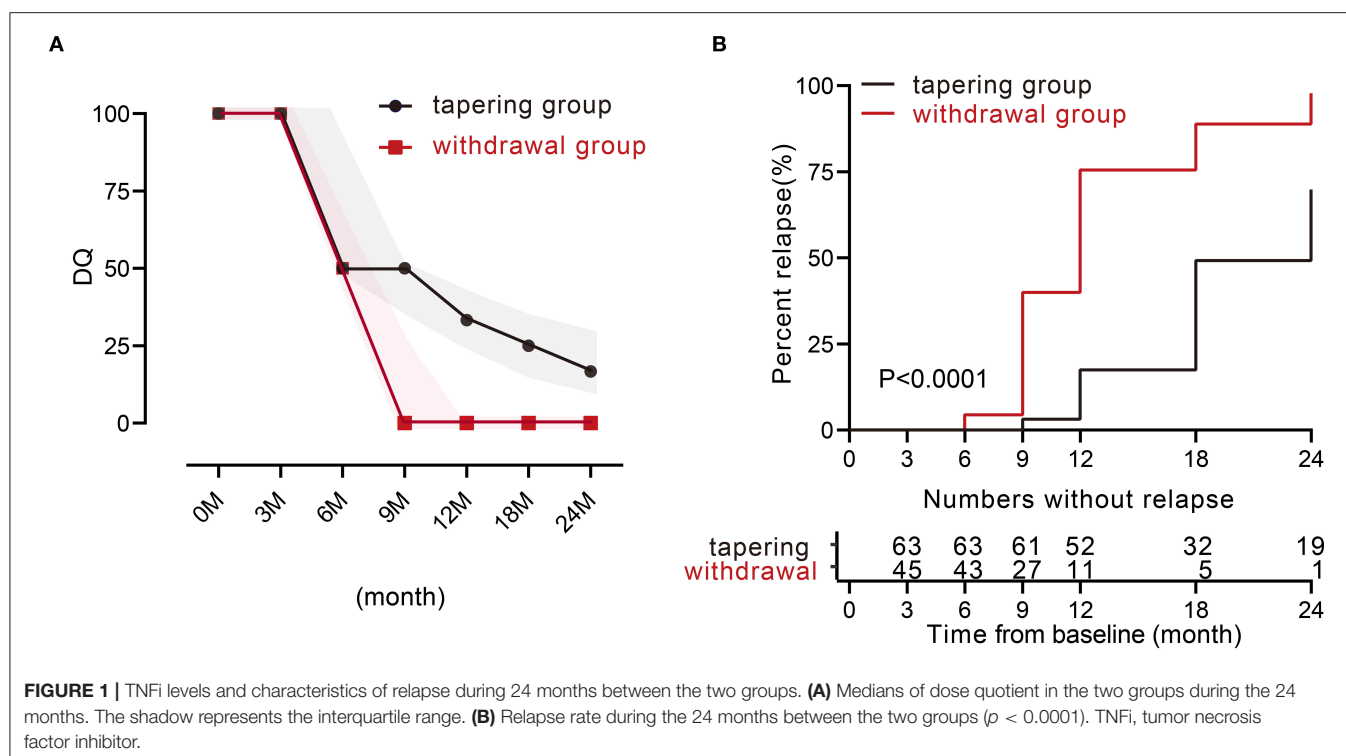 A
100
75
50
25
0
DQ
tapering group
withdrawal group
0M 3M 6M 9M 12M 18M 24M
(month)
B
100
75
50
25
0
Percent relapse(%)
tapering group
withdrawal group
P<0.0001
0 3 6 9 12 18 24
Numbers without relapse
tapering 63 63 61 52 32 19
withdrawal 45 43 27 11 5 1
0 3 6 9 12 18 24
Time from baseline (month)
FIGURE 1 | TNFi levels and characteristics of relapse during 24 months between the two groups. (A) Medians of dose quotient in the two groups during the 24
months. The shadow represents the interquartile range. (B) Relapse rate during the 24 months between the two groups (p < 0.0001). TNFi, tumor necrosis
factor inhibitor.